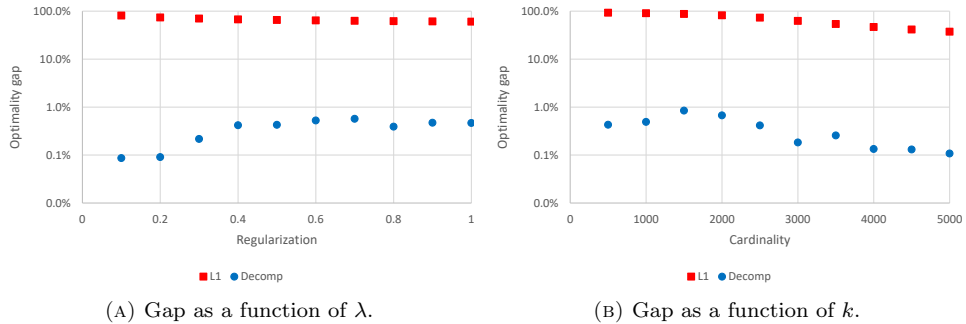 100.0%
10.0%
1.0%
0.1%
0.0%
Optimality gap
0 0.2 0.4 0.6 0.8 1
Regularization
L1 Decomp
(A) Gap as a function of λ.
100.0%
10.0%
1.0%
0.1%
0.0%
Optimality gap
0 1000 2000 3000 4000 5000
Cardinality
L1 Decomp
(B) Gap as a function of k.